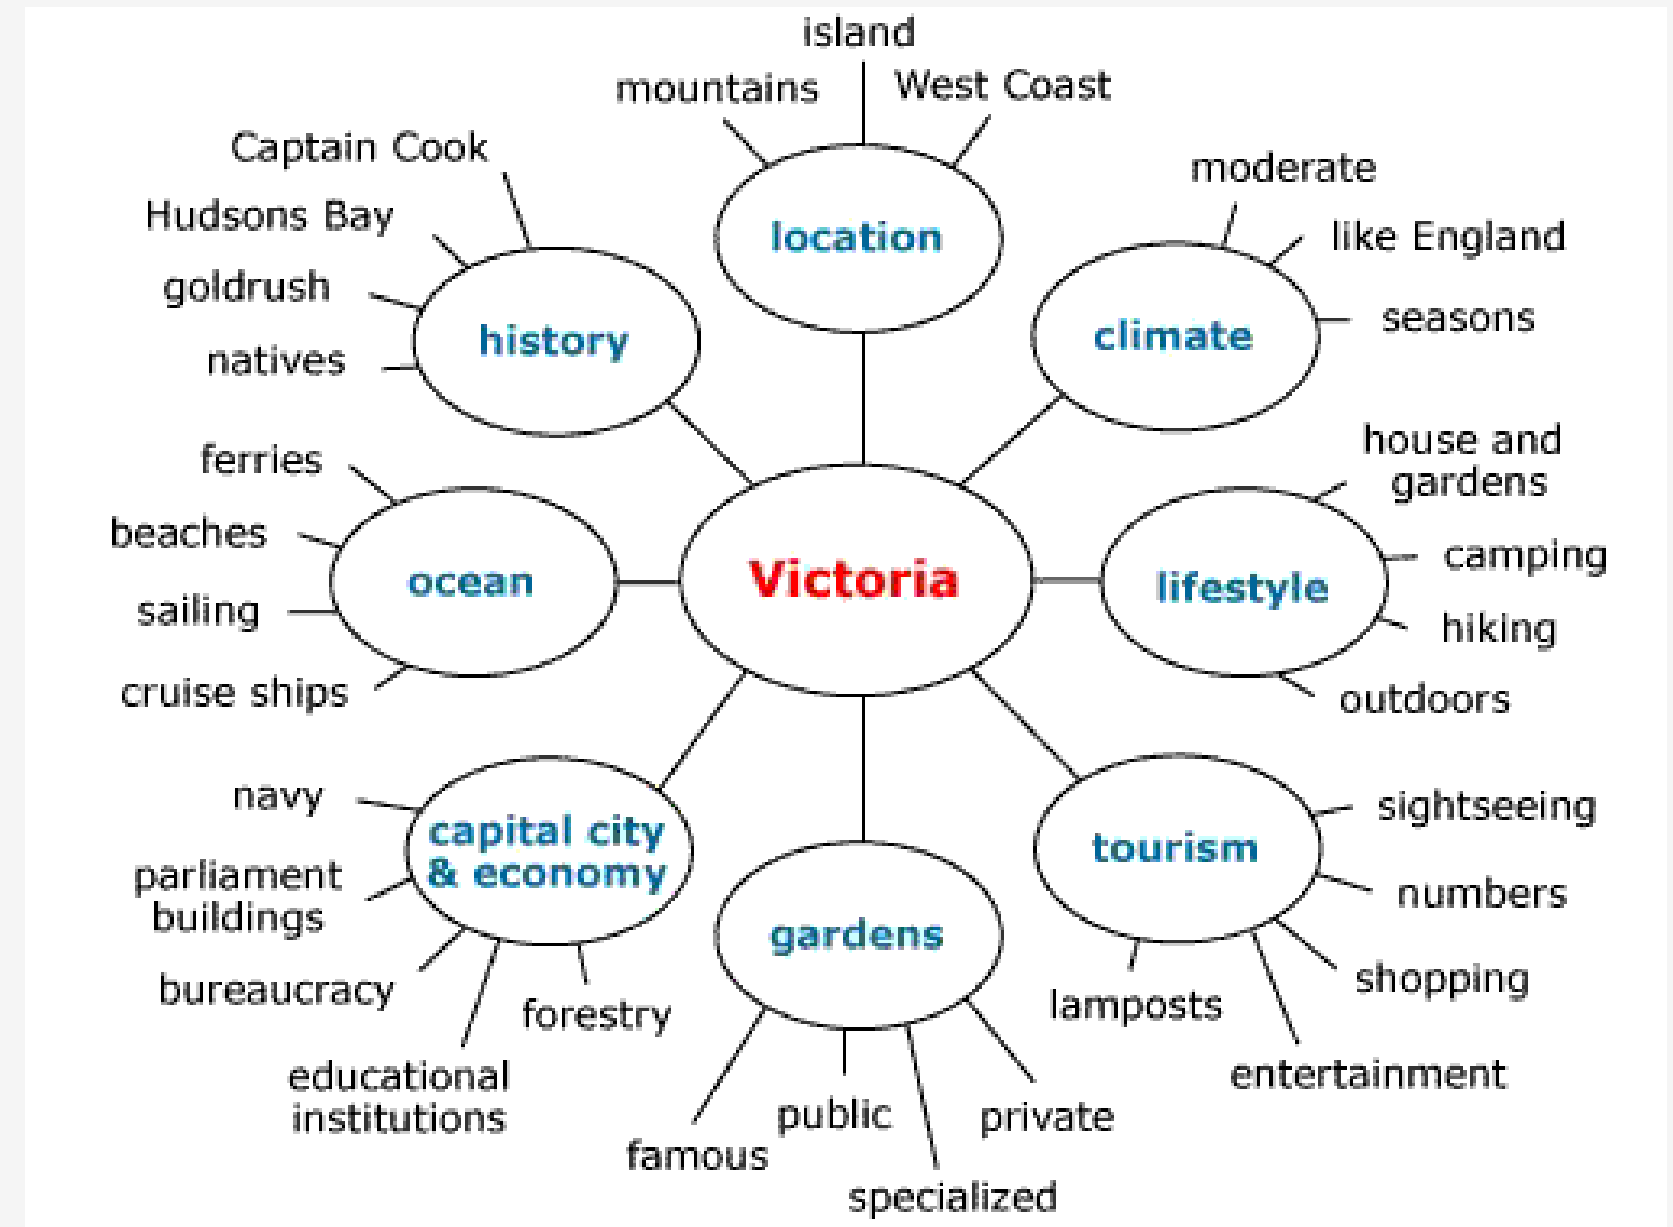 island
mountains
West Coast
Captain Cook
moderate
Hudsons Bay
like England
location
goldrush
seasons
history
climate
natives
house and
gardens
ferries
beaches
camping
ocean
Victoria
lifestyle
sailing
hiking
cruise ships
outdoors
navy
sightseeing
capital city
& economy
tourism
parliament
buildings
numbers
gardens
bureaucracy
shopping
forestry
lamposts
educational
institutions
entertainment
public
private
famous
specialized